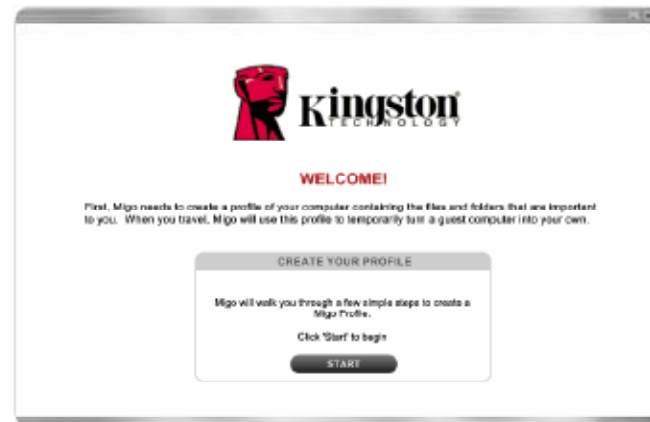 Kingston
TECHNOLOGY
WELCOME!
First, Migo needs to create a profile of your computer containing the files and folders that are important
to you. When you travel, Migo will use this profile to temporarily turn a guest computer into your own.
CREATE YOUR PROFILE
Migo will walk you through a few simple steps to create a
Migo Profile.
Click 'Start' to begin
START